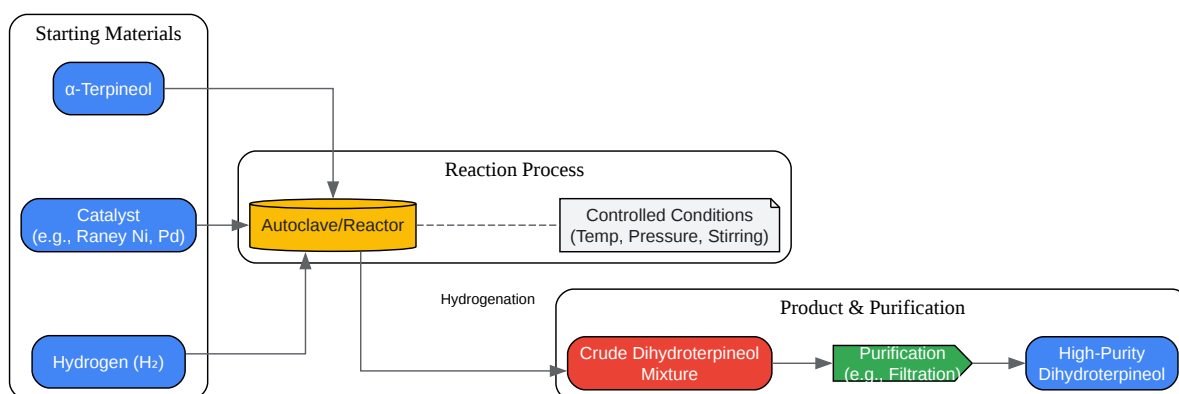 Starting Materials
α-Terpineol
Catalyst
(e.g., Raney Ni, Pd)
Hydrogen (H₂)
Reaction Process
Autoclave/Reactor
Controlled Conditions
(Temp, Pressure, Stirring)
Hydrogenation
Product & Purification
Crude Dihydroterpineol
Mixture
Purification
(e.g., Filtration)
High-Purity
Dihydroterpineol